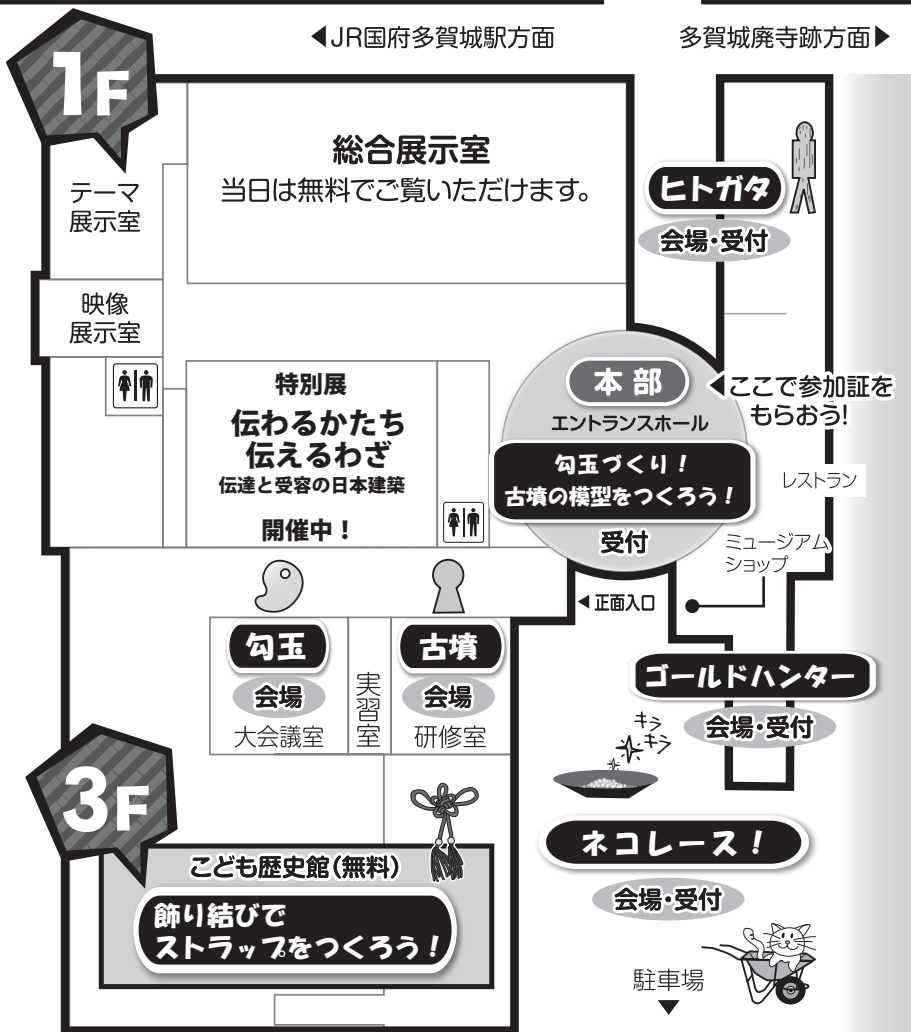 ◀JR国府多賀城駅方面
多賀城廃寺跡方面▶
1F
総合展示室
当日は無料でご覧いただけます。
テーマ
展示室
ヒトガタ
会場・受付
映像
展示室
特別展
伝わるかたち
伝えるわざ
伝達と受容の日本建築
開催中！
本部
エントランスホール
勾玉づくり！
古墳の模型をつくろう！
受付
◀ここで参加証を
もらおう!
レストラン
ミュージアム
ショップ
◀正面入口
勾玉
会場
大会議室
実習室
古墳
会場
研修室
ゴールドハンター
会場・受付
キラ
キラ
3F
こども歴史館(無料)
飾り結びで
ストラップをつくろう！
ネコレース！
会場・受付
駐車場
▼